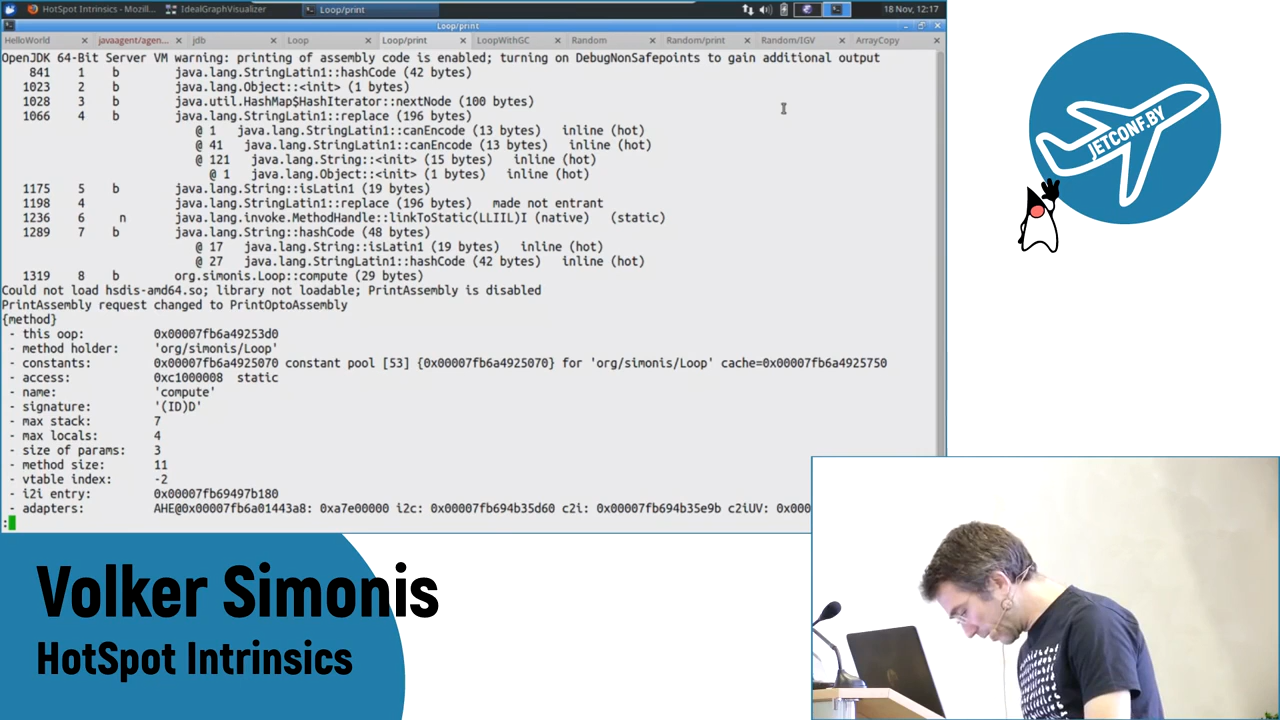 HotSpot Intrinsics - Mozill...
IdealGraphVisualizer
Loop/print
18 Nov, 12:17
Loop/print
HelloWorld
javaagent/agen...
jdb
Loop
Loop/print
LoopWithGC
Random
Random/print
Random/IGV
ArrayCopy
OpenJDK 64-Bit Server VM warning: printing of assembly code is enabled; turning on DebugNonSafepoints to gain additional output
841 1 b java.lang.StringLatin1::hashCode (42 bytes)
1023 2 b java.lang.Object::<init> (1 bytes)
1028 3 b java.util.HashMap$HashIterator::nextNode (100 bytes)
1066 4 b java.lang.StringLatin1::replace (196 bytes)
@ 1 java.lang.StringLatin1::canEncode (13 bytes) inline (hot)
@ 41 java.lang.StringLatin1::canEncode (13 bytes) inline (hot)
@ 121 java.lang.String::<init> (15 bytes) inline (hot)
@ 1 java.lang.Object::<init> (1 bytes) inline (hot)
1175 5 b java.lang.String::isLatin1 (19 bytes)
1198 4 java.lang.StringLatin1::replace (196 bytes) made not entrant
1236 6 n java.lang.invoke.MethodHandle::linkToStatic(LLIIL)I (native) (static)
1289 7 b java.lang.String::hashCode (48 bytes)
@ 17 java.lang.String::isLatin1 (19 bytes) inline (hot)
@ 27 java.lang.StringLatin1::hashCode (42 bytes) inline (hot)
1319 8 b org.simonis.Loop::compute (29 bytes)
Could not load hsdis-amd64.so; library not loadable; PrintAssembly is disabled
PrintAssembly request changed to PrintOptoAssembly
{method}
- this oop: 0x00007fb6a49253d0
- method holder: 'org/simonis/Loop'
- constants: 0x00007fb6a4925070 constant pool [53] {0x00007fb6a4925070} for 'org/simonis/Loop' cache=0x00007fb6a4925750
- access: 0xc1000008 static
- name: 'compute'
- signature: '(ID)D'
- max stack: 7
- max locals: 4
- size of params: 3
- method size: 11
- vtable index: -2
- i2i entry: 0x00007fb69497b180
- adapters: AHE@0x00007fb6a01443a8: 0xa7e00000 i2c: 0x00007fb694b35d60 c2i: 0x00007fb694b35e9b c2iUV: 0x000
:
JETCONF.BY
Volker Simonis
HotSpot Intrinsics